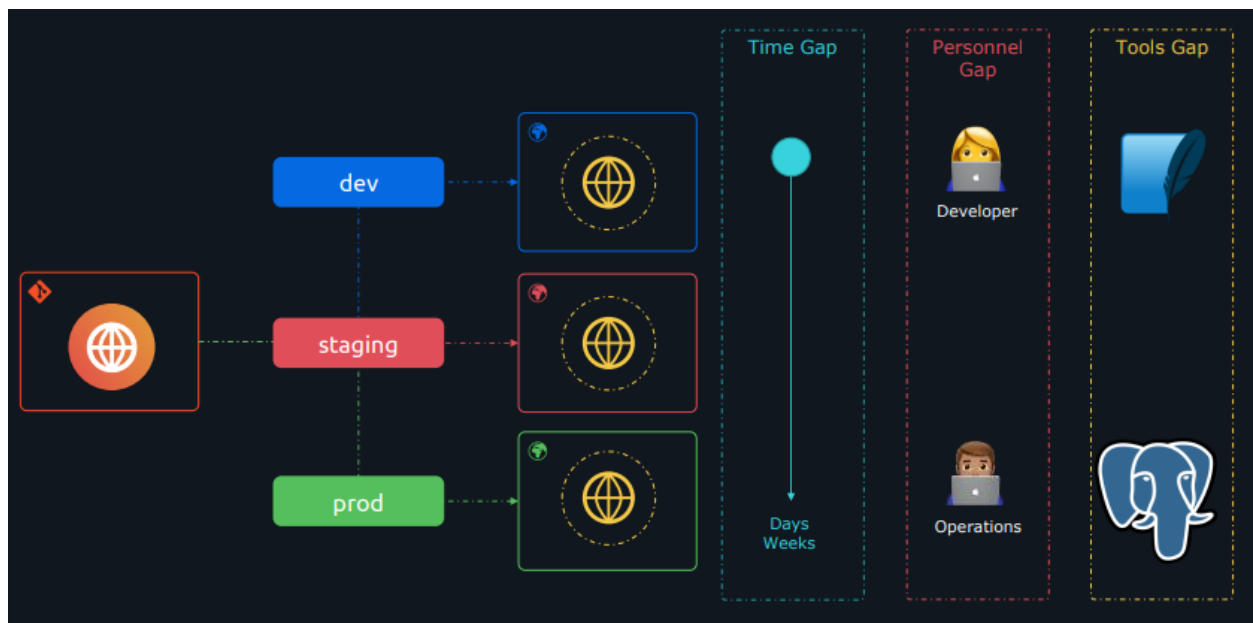 Time Gap
Personnel
Gap
Tools Gap
dev
Developer
staging
prod
Days
Weeks
Operations